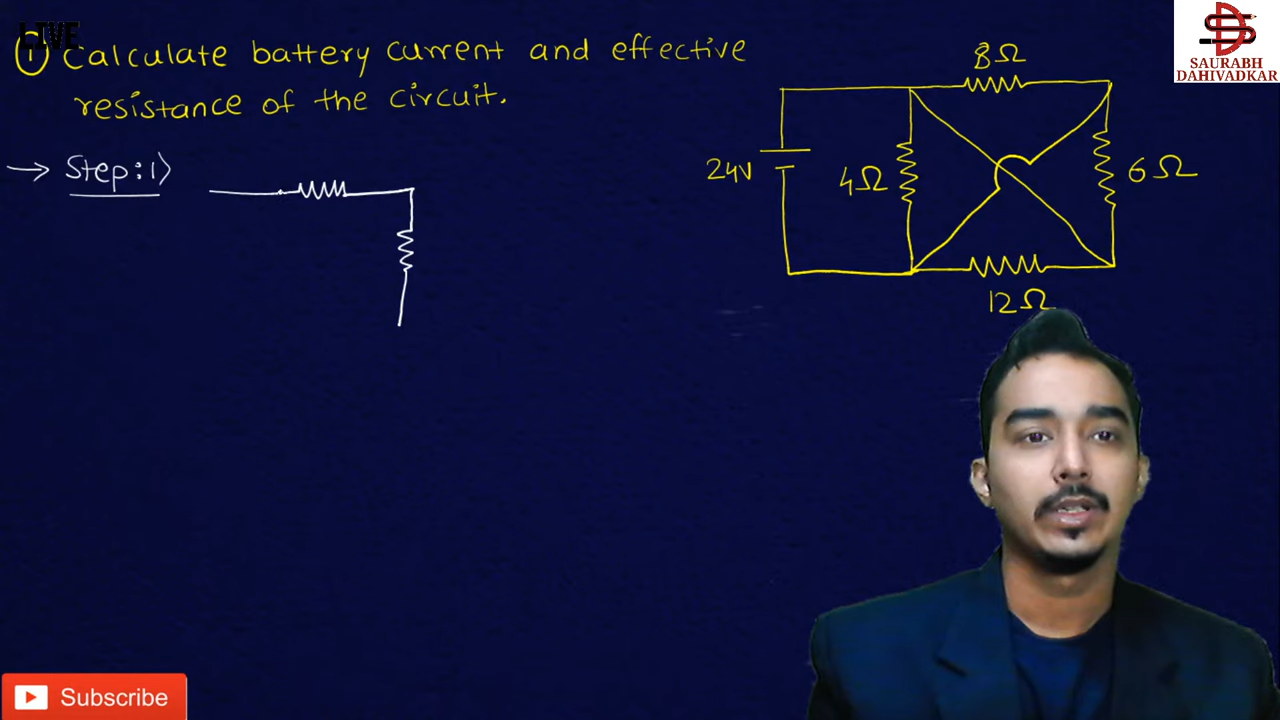 LIVE
① Calculate battery current and effective
resistance of the circuit.
→ Step:1)
8Ω
24V
4Ω
6Ω
12Ω
SAURABH
DAHIVADKAR
Subscribe